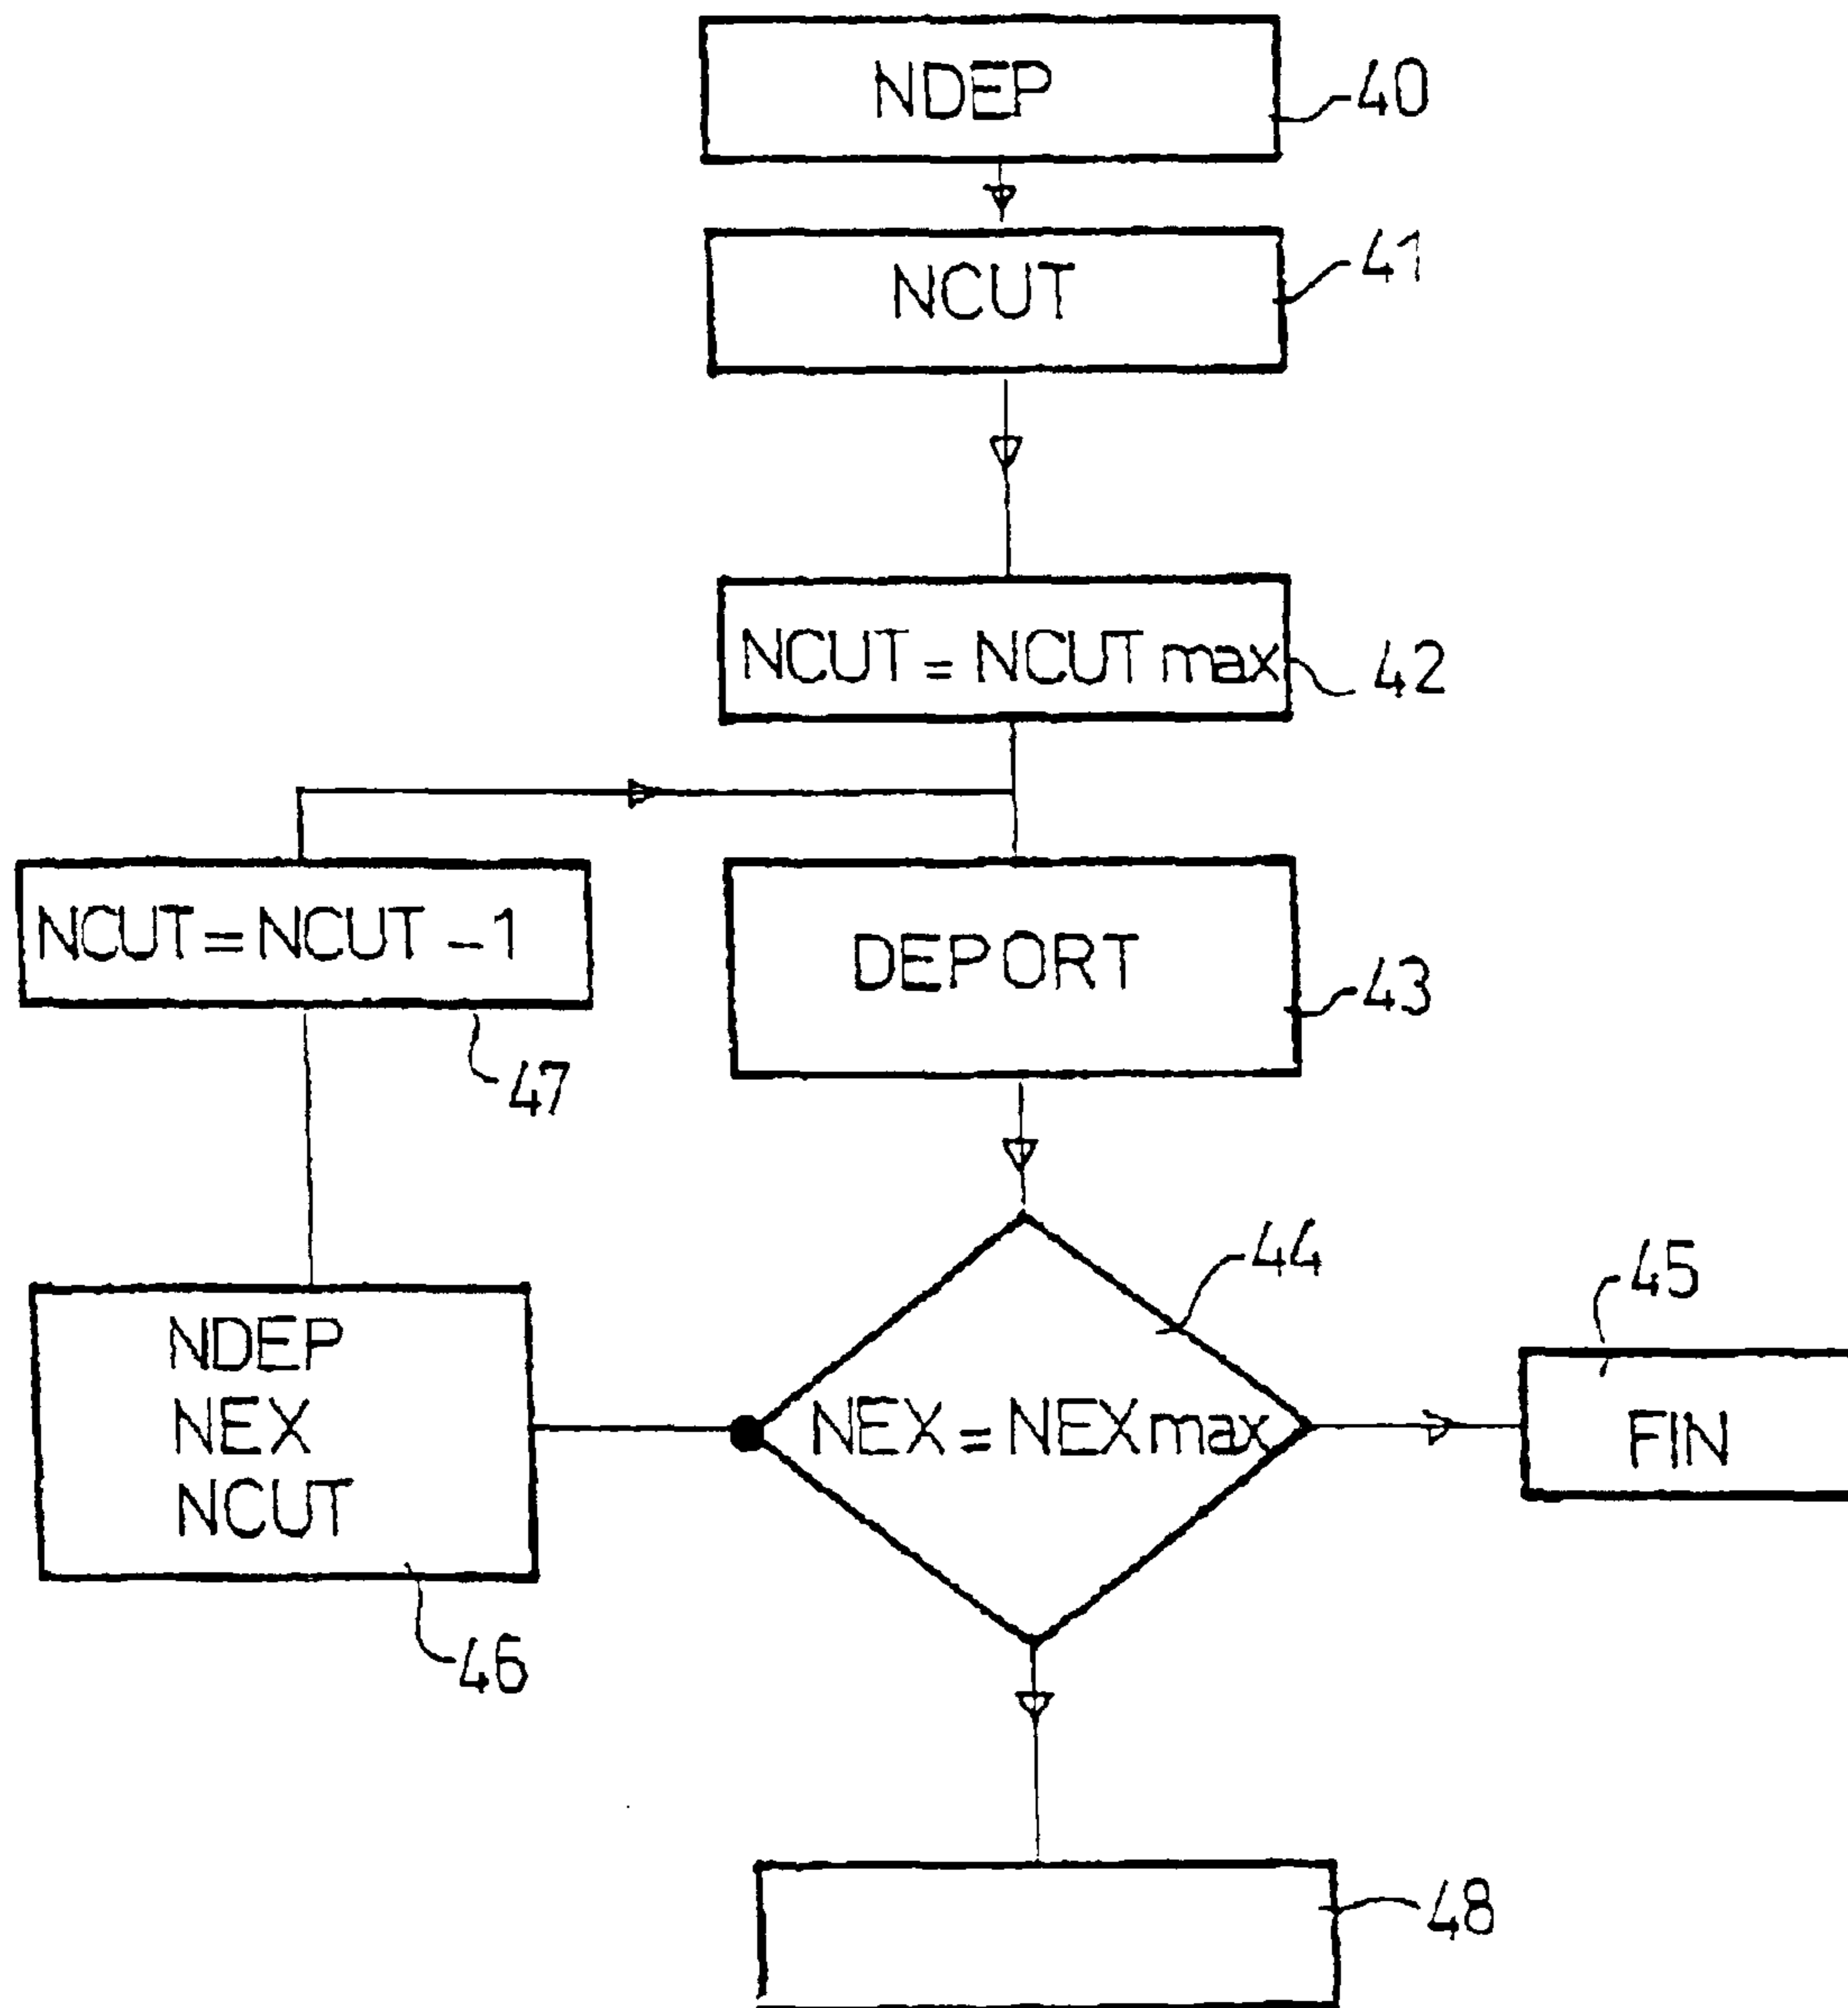 NDEP
40
NCUT
41
NCUT = NCUT max
42
NCUT = NCUT - 1
47
DEPORT
43
44
45
NDEP
NEX
NCUT
46
NEX = NEX max
FIN
48